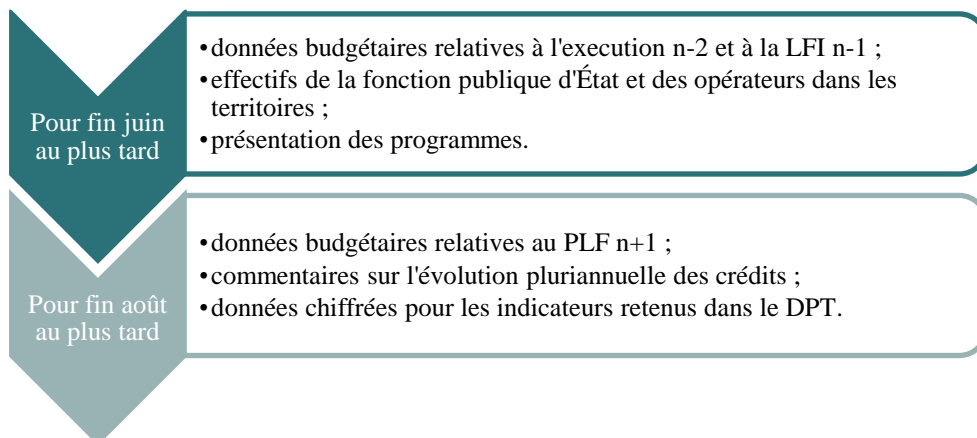 Pour fin juin
au plus tard
•données budgétaires relatives à l'execution n-2 et à la LFI n-1 ;
•effectifs de la fonction publique d'État et des opérateurs dans les
territoires ;
•présentation des programmes.
Pour fin août
au plus tard
•données budgétaires relatives au PLF n+1 ;
•commentaires sur l'évolution pluriannuelle des crédits ;
•données chiffrées pour les indicateurs retenus dans le DPT.